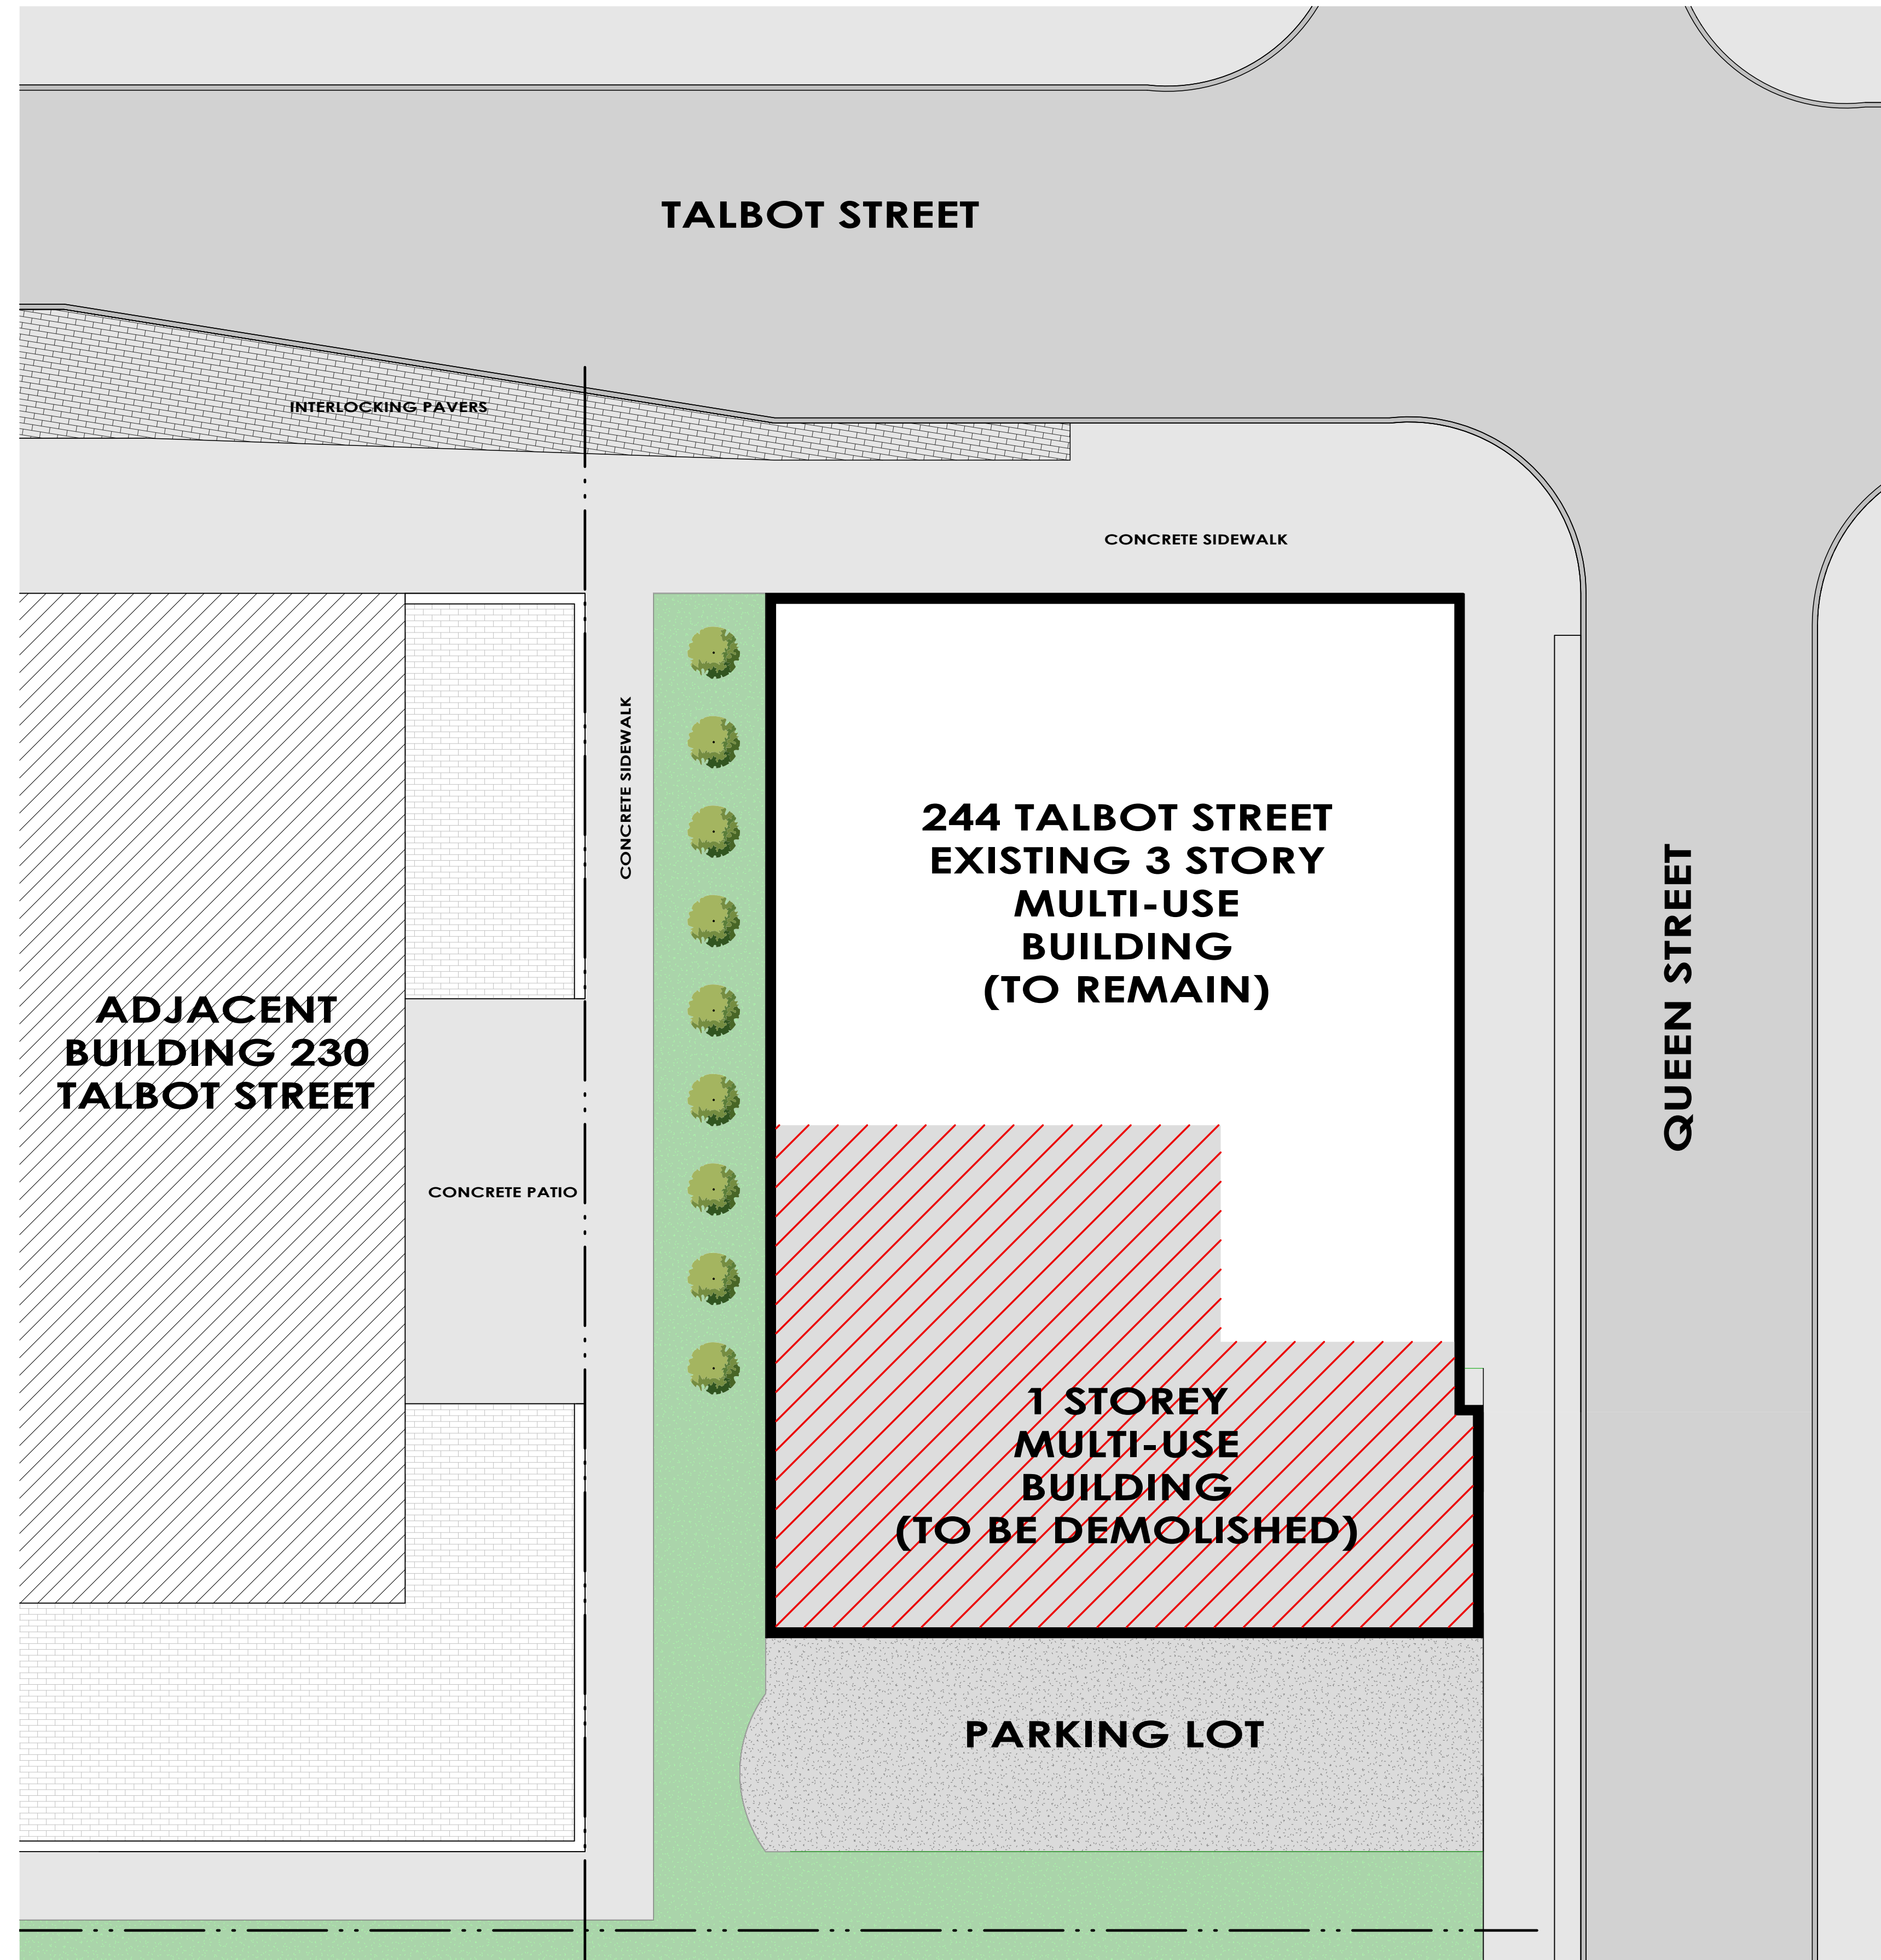 TALBOT STREET
INTERLOCKING PAVERS
CONCRETE SIDEWALK
CONCRETE SIDEWALK
244 TALBOT STREET
EXISTING 3 STORY
MULTI-USE
BUILDING
(TO REMAIN)
QUEEN STREET
ADJACENT
BUILDING 230
TALBOT STREET
CONCRETE PATIO
1 STOREY
MULTI-USE
BUILDING
(TO BE DEMOLISHED)
PARKING LOT